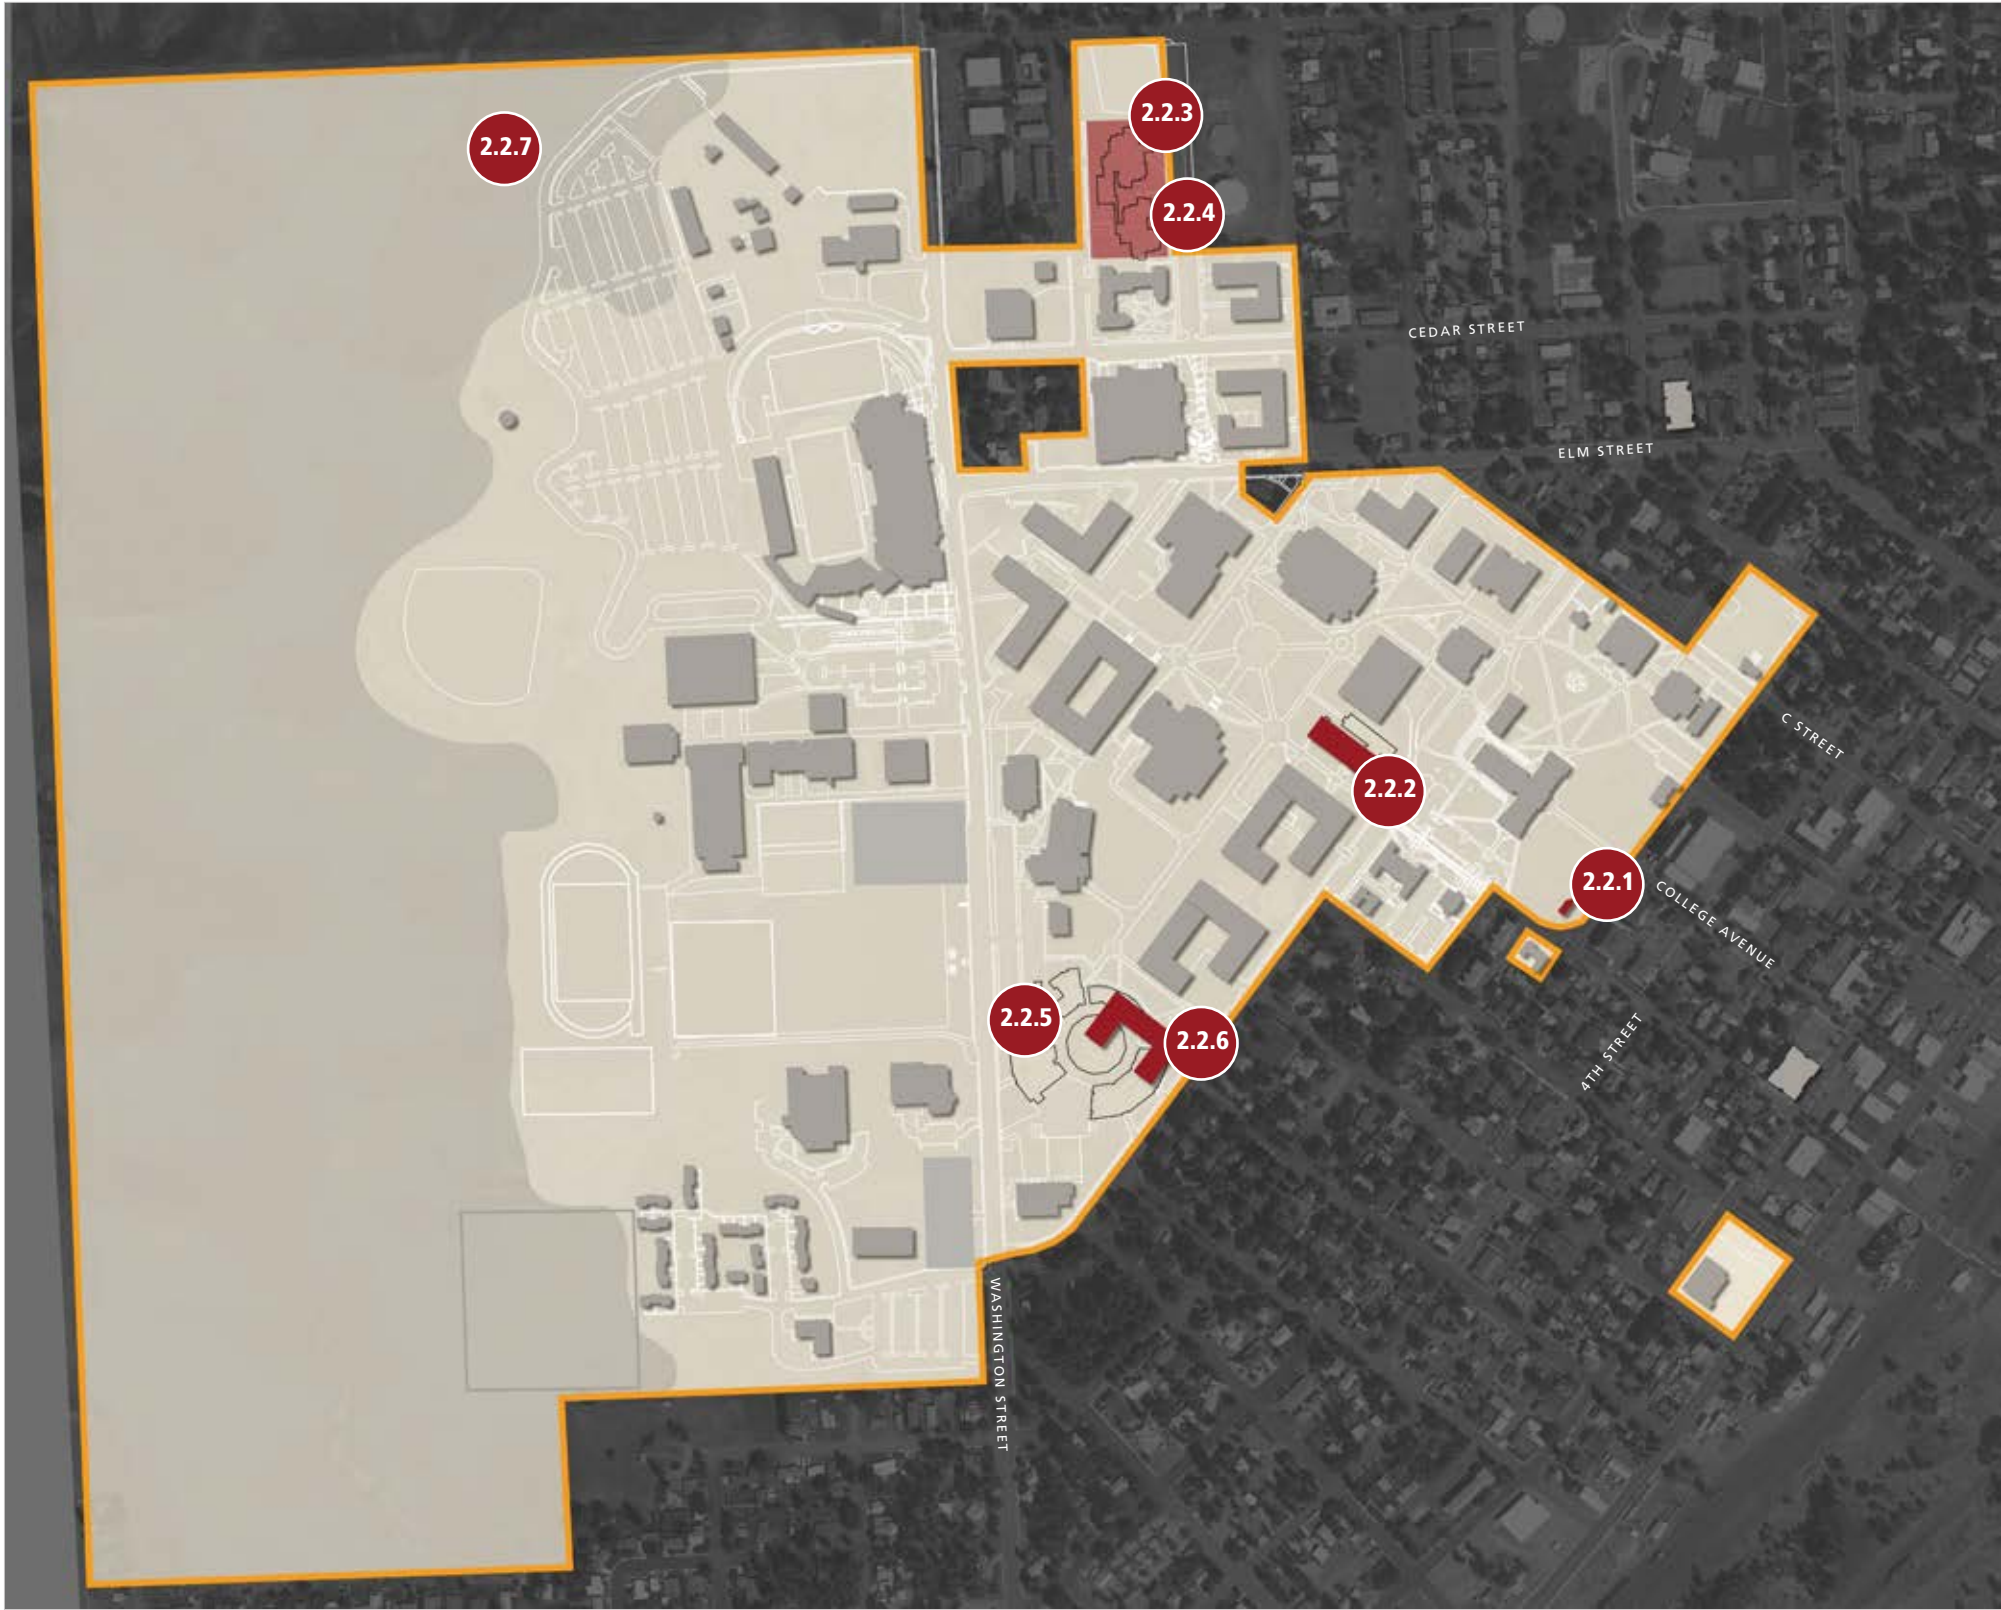 2.2.3
2.2.7
2.2.4
CEDAR STREET
ELM STREET
C STREET
2.2.2
2.2.1
COLLEGE AVENUE
2.2.5
2.2.6
4TH STREET
WASHINGTON STREET